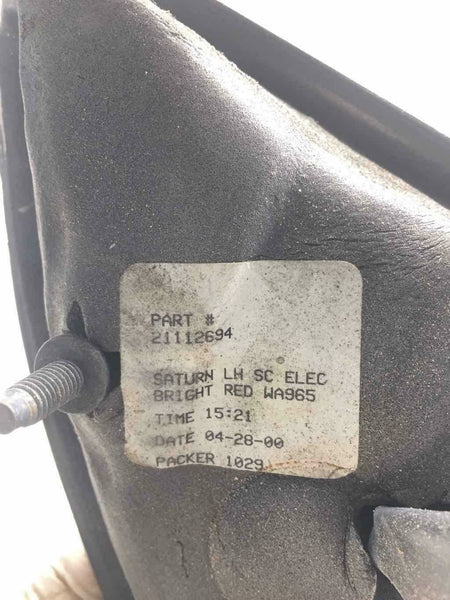 PART #
21112694
SATURN LH SC ELEC
BRIGHT RED WA965
TIME 15:21
DATE 04-28-00
PACKER 1029